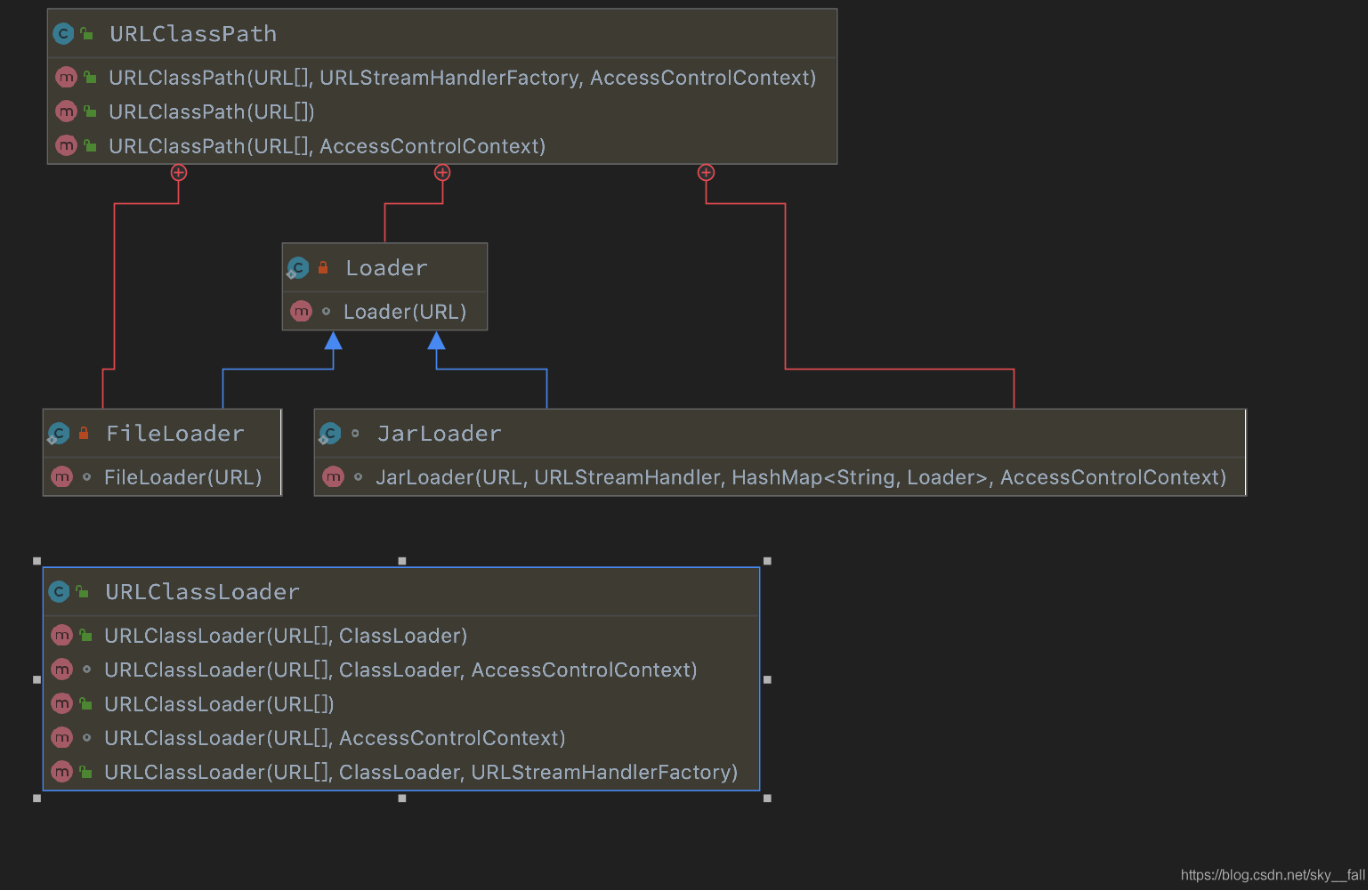 URLClassPath
URLClassPath(URL[], URLStreamHandlerFactory, AccessControlContext)
URLClassPath(URL[])
URLClassPath(URL[], AccessControlContext)
Loader
Loader(URL)
FileLoader
FileLoader(URL)
JarLoader
JarLoader(URL, URLStreamHandler, HashMap<String, Loader>, AccessControlContext)
URLClassLoader
URLClassLoader(URL[], ClassLoader)
URLClassLoader(URL[], ClassLoader, AccessControlContext)
URLClassLoader(URL[])
URLClassLoader(URL[], AccessControlContext)
URLClassLoader(URL[], ClassLoader, URLStreamHandlerFactory)
https://blog.csdn.net/sky__fall